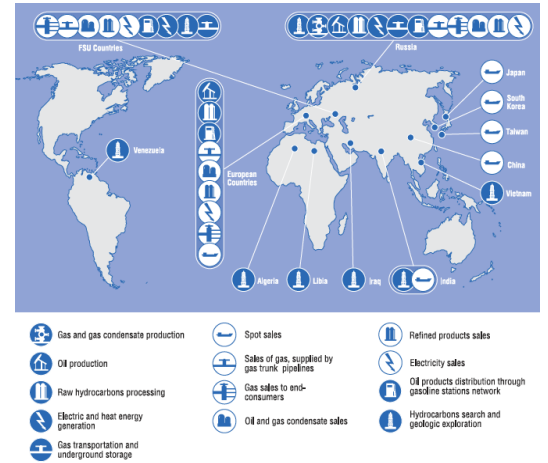 FSU Countries
Russia
Japan
South
Korea
Taiwan
China
Vietnam
Venezuela
European
Countries
Algeria
Libia
Iraq
India
Gas and gas condensate production
Oil production
Raw hydrocarbons processing
Electric and heat energy
generation
Gas transportation and
underground storage
Spot sales
Sales of gas, supplied by
gas trunk pipelines
Gas sales to end-
consumers
Oil and gas condensate sales
Refined products sales
Electricity sales
Oil products distribution through
gasoline stations network
Hydrocarbons search and
geologic exploration